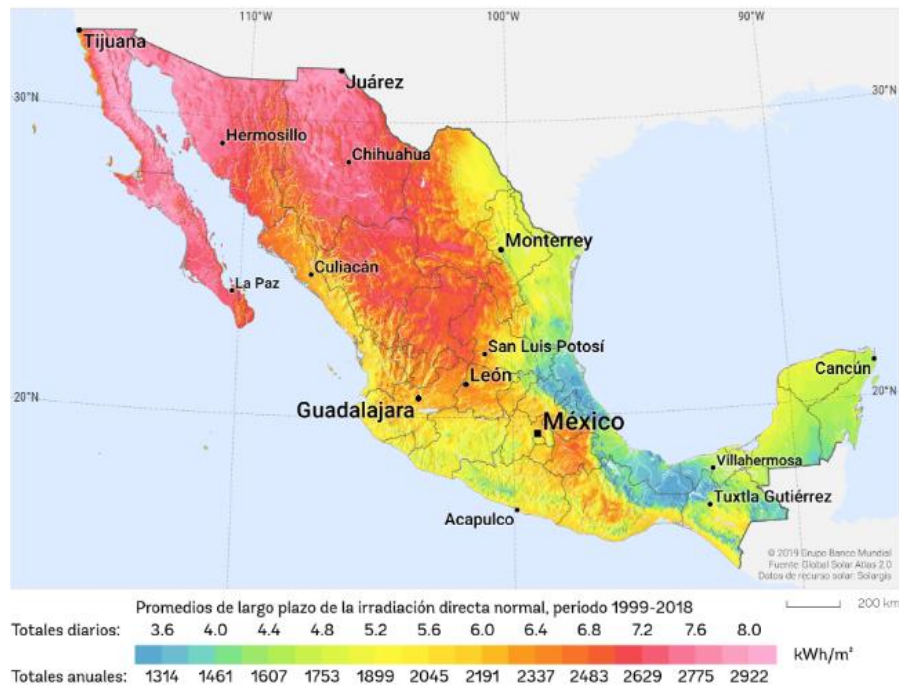 110°W
100°W
90°W
Tijuana
Juárez
30°N
30°N
Hermosillo
Chihuahua
Monterrey
Culiacán
La Paz
San Luis Potosí
Cancún
León
20°N
20°N
Guadalajara
México
Villahermosa
Tuxtla Gutiérrez
Acapulco
© 2019 Grupo Banco Mundial
Fuente: Global Solar Atlas 2.0
Datos de recurso solar: Solargis
Promedios de largo plazo de la irradiación directa normal, periodo 1999-2018
200 km
Totales diarios: 3.6 4.0 4.4 4.8 5.2 5.6 6.0 6.4 6.8 7.2 7.6 8.0
kWh/m²
Totales anuales: 1314 1461 1607 1753 1899 2045 2191 2337 2483 2629 2775 2922